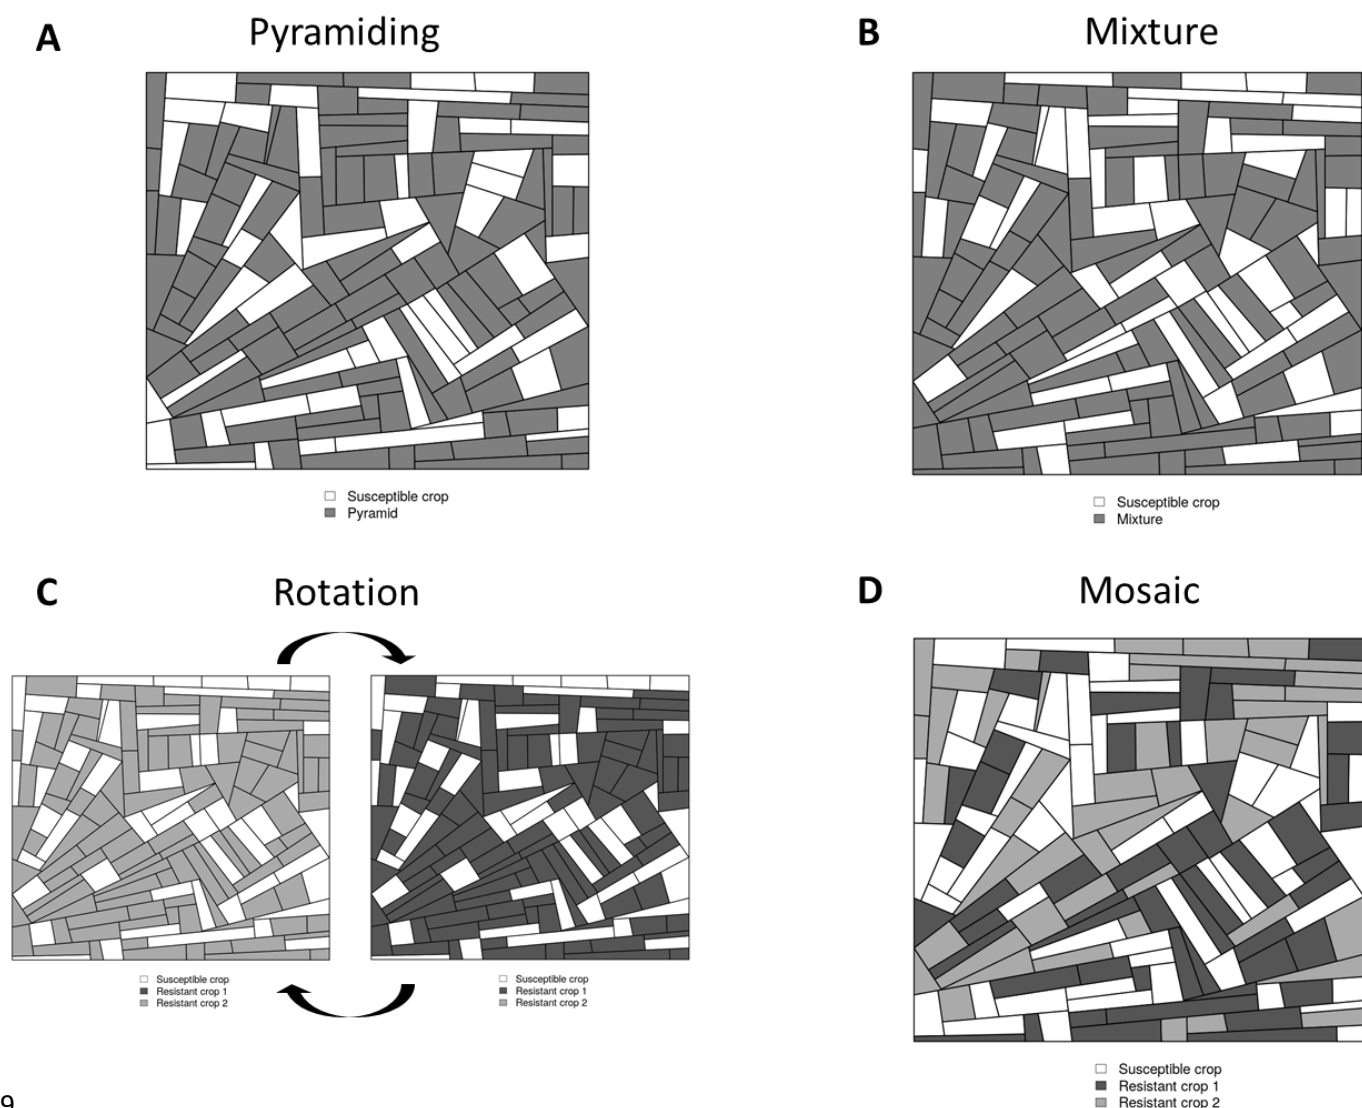 A Pyramiding
B Mixture
Susceptible crop
Pyramid
Susceptible crop
Mixture
C Rotation
D Mosaic
Susceptible crop
Resistant crop 1
Resistant crop 2
Susceptible crop
Resistant crop 1
Resistant crop 2
Susceptible crop
Resistant crop 1
Resistant crop 2
9